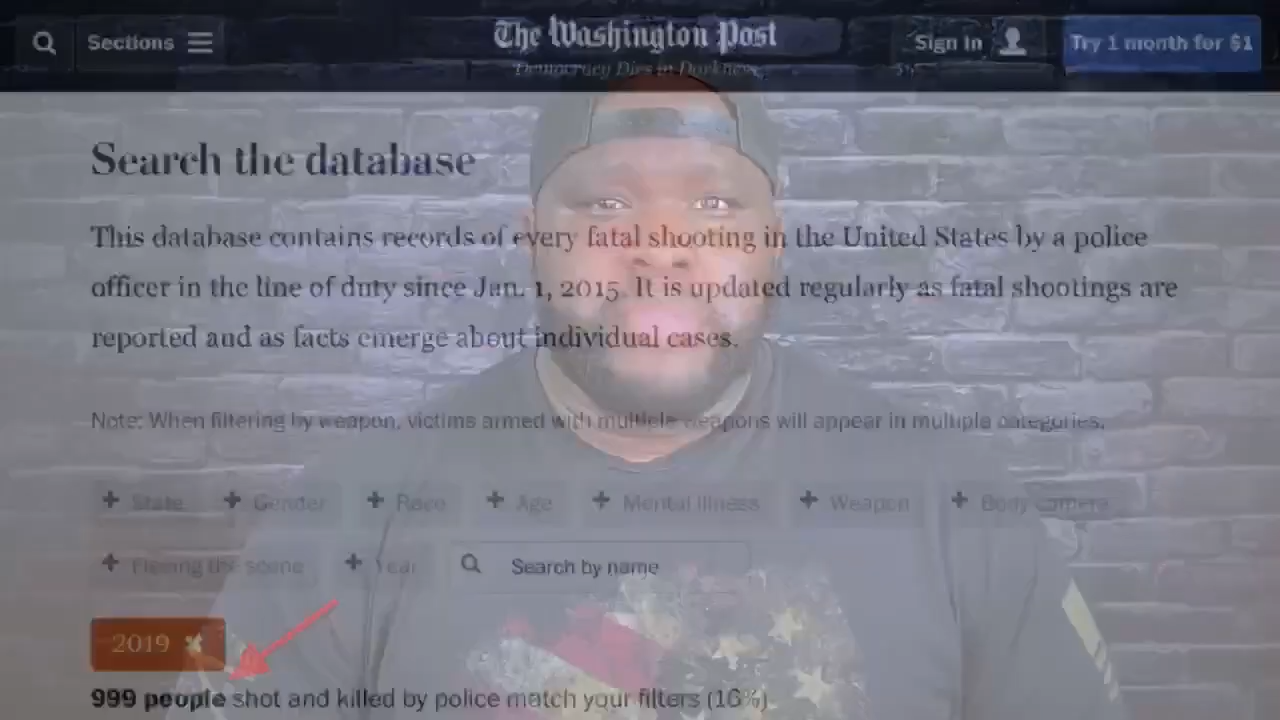 Sections
The Washington Post
Sign In
Try 1 month for $1
Democracy Dies in Darkness
Search the database
This database contains records of every fatal shooting in the United States by a police
officer in the line of duty since Jan. 1, 2015. It is updated regularly as fatal shootings are
reported and as facts emerge about individual cases.
Note: When filtering by weapon, victims armed with multiple weapons will appear in multiple categories.
+ State + Gender + Race + Age + Mental illness + Weapon + Body camera
+ Fleeing the scene + Year Search by name
2019 ×
999 people shot and killed by police match your filters (16%)